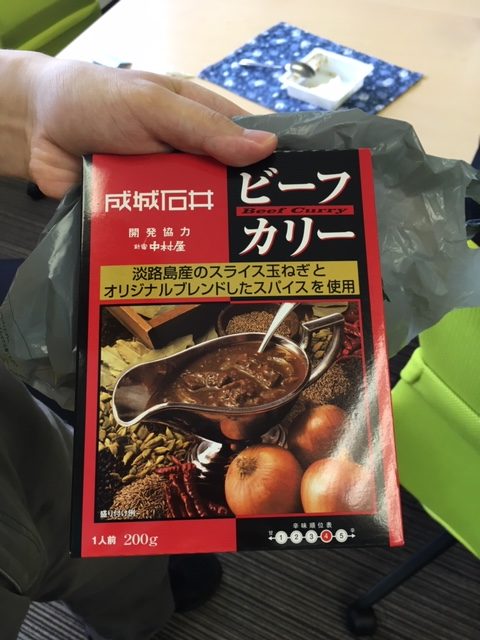 成城石井
開発協力
新宿中村屋
ビーフ
Beef Curry
カリー
淡路島産のスライス玉ねぎと
オリジナルブレンドしたスパイスを使用
盛り付け例
1人前 200g
辛味順位表
甘 1 2 3 4 5 辛